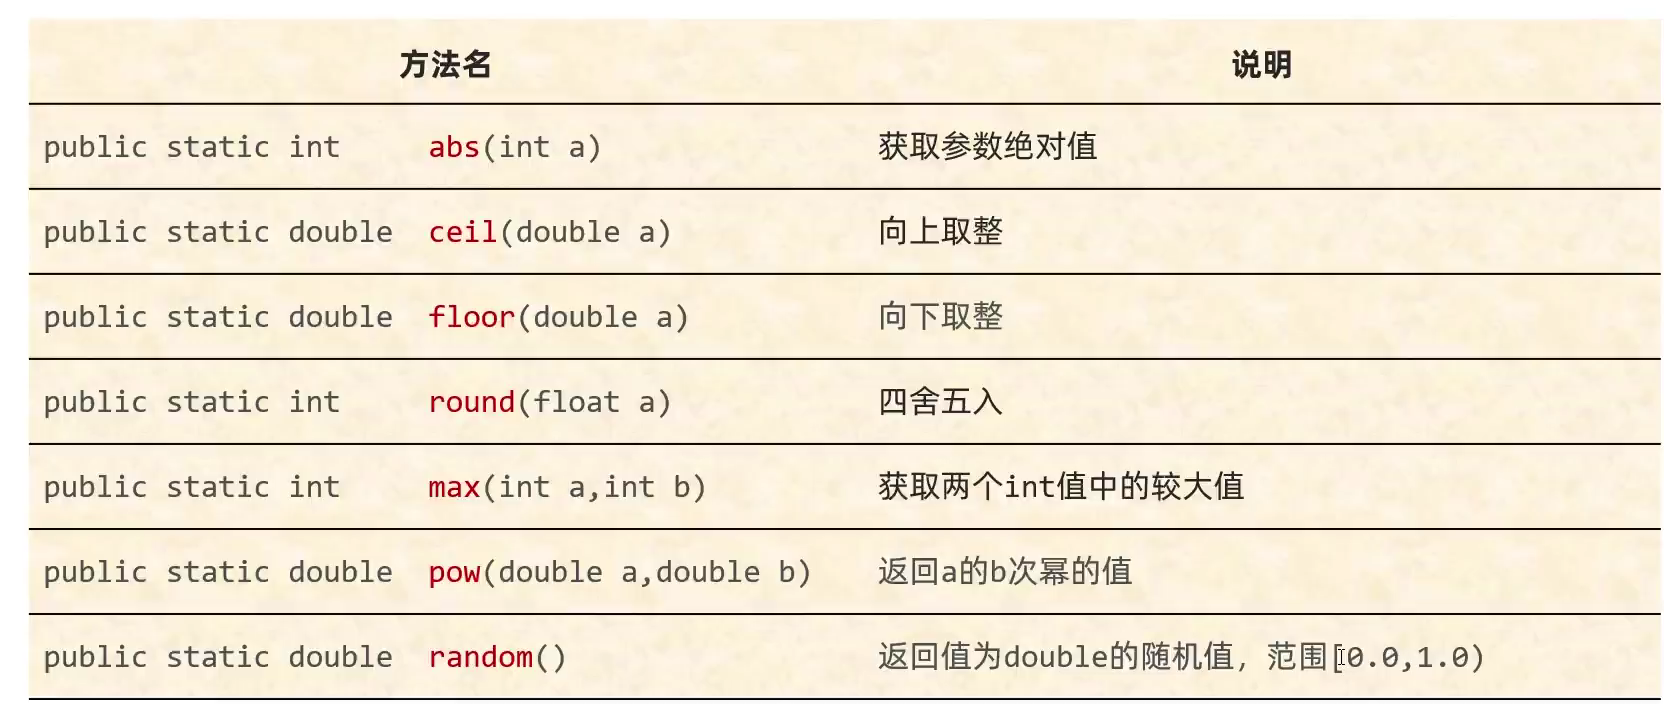 方法名 说明
public static int abs(int a) 获取参数绝对值
public static double ceil(double a) 向上取整
public static double floor(double a) 向下取整
public static int round(float a) 四舍五入
public static int max(int a,int b) 获取两个int值中的较大值
public static double pow(double a,double b) 返回a的b次幂的值
public static double random() 返回值为double的随机值，范围[0.0,1.0)